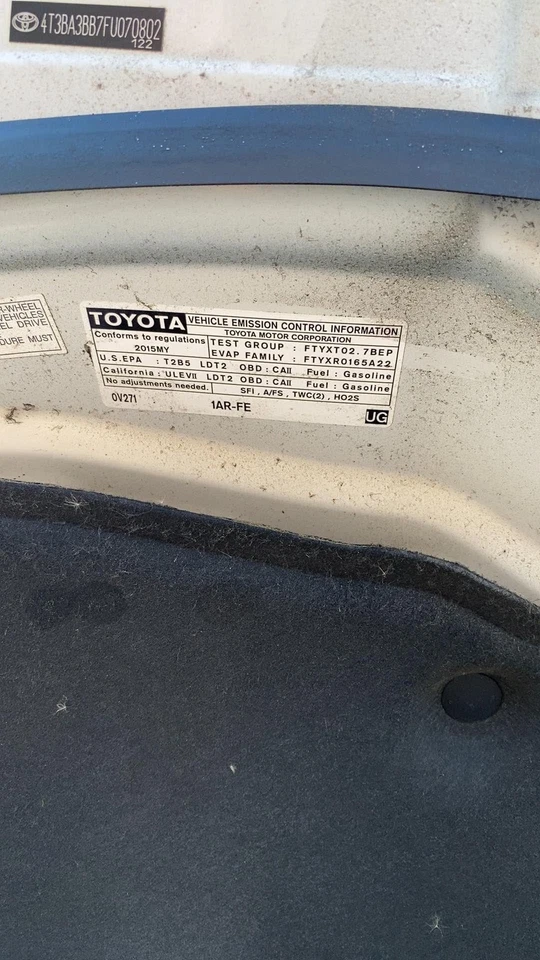 4T3BA3BB7FU070802
122
-WHEEL
VEHICLES
EL DRIVE
DURE MUST
TOYOTA VEHICLE EMISSION CONTROL INFORMATION
Conforms to regulations TOYOTA MOTOR CORPORATION
2015MY TEST GROUP : FTYXT02.7BEP
EVAP FAMILY : FTYXR0165A22
U.S.EPA : T2B5 LDT2 OBD : CAII Fuel : Gasoline
California : ULEVII LDT2 OBD : CAII Fuel : Gasoline
No adjustments needed. SFI , A/FS , TWC(2) , HO2S
0V271 1AR-FE UG